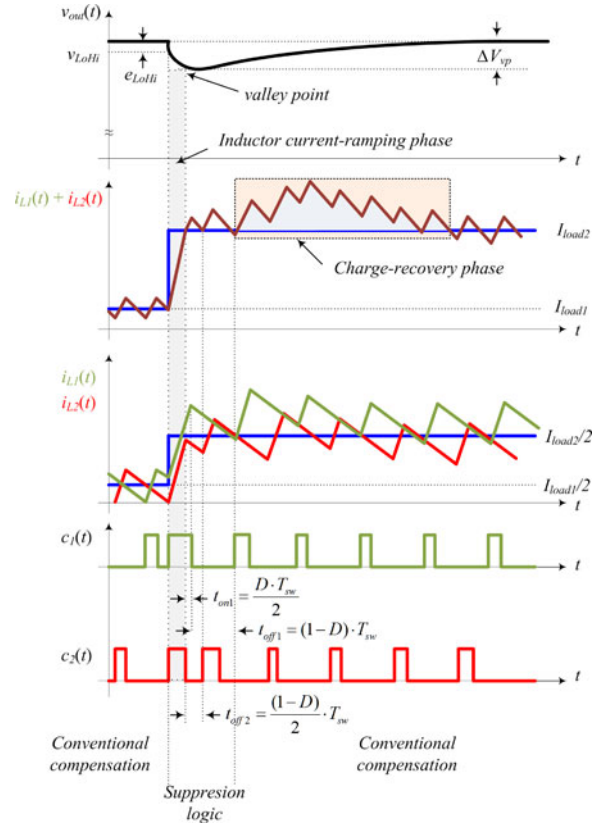 v_out(t)
v_LoHi
e_LoHi
ΔV_vp
valley point
≈
Inductor current-ramping phase
t
i_L1(t) + i_L2(t)
I_load2
Charge-recovery phase
I_load1
t
i_L1(t)
i_L2(t)
I_load2/2
I_load1/2
t
c_1(t)
t
t_on1 = D · T_sw / 2
t_off1 = (1−D) · T_sw
c_2(t)
t
t_off2 = (1−D) / 2 · T_sw
Conventional
compensation
Conventional
compensation
Suppresion
logic